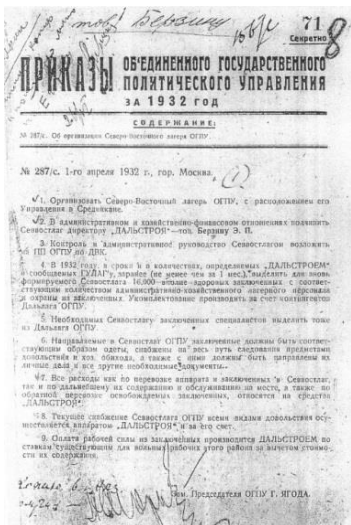 тов Берзину
71
Секретно
8
ПРИКАЗЫ ОБ'ЕДИНЕННОГО ГОСУДАРСТВЕННОГО
ПОЛИТИЧЕСКОГО УПРАВЛЕНИЯ
ЗА 1932 ГОД
СОДЕРЖАНИЕ:
№ 287/с. Об организации Северо-Восточного лагеря ОГПУ.
№ 287/с. 1-го апреля 1932 г., гор. Москва.
1. Организовать Северо-Восточный лагерь ОГПУ, с расположением его
Управления в Средникане.
2. В административном и хозяйственно-финансовом отношениях подчинить
Севвостлаг директору „ДАЛЬСТРОЯ"—тов. Берзину Э. П.
3. Контроль и административное руководство Севвостлагом возложить
на ПП ОГПУ по ДВК.
4. В 1932 году, в сроки и количествах, определяемых „ДАЛЬСТРОЕМ"
и сообщаемых ГУЛАГ'у, заранее (не менее чем за 1 мес.) выделить для вновь
формируемого Севвостлага 16.000 вполне здоровых заключенных, с соответ-
ствующим количеством административно-хозяйственного лагерного персонала
и охраны из заключенных. Укомплектование производить за счет контингентов
Дальлага ОГПУ.
5. Необходимых Севвостлагу заключенных специалистов выделить тоже
из Дальлага ОГПУ.
6. Направляемые в Севвостлаг ОГПУ заключенные должны быть соответ-
ствующим образом одеты, снабжены на весь путь следования предметами
довольствия и хоз. обихода, а также с ними должны быть направлены их
личные дела и все другие необходимые документы.
7. Все расходы как по перевозке аппарата и заключенных в Севвостлаг,
так и по дальнейшему их содержанию и обслуживанию на месте, а также по
обратной перевозке освобождаемых заключенных, относятся на средства
„ДАЛЬСТРОЯ".
8. Текущее снабжение Севвостлага ОГПУ всеми видами довольствия осу-
ществляется аппаратом „ДАЛЬСТРОЯ" и за его счет.
9. Оплата рабочей силы из заключенных производится ДАЛЬСТРОЕМ по
ставкам существующим для вольных рабочих этого района за вычетом стоимо-
сти их содержания.
Зам. Председателя ОГПУ Г. ЯГОДА.